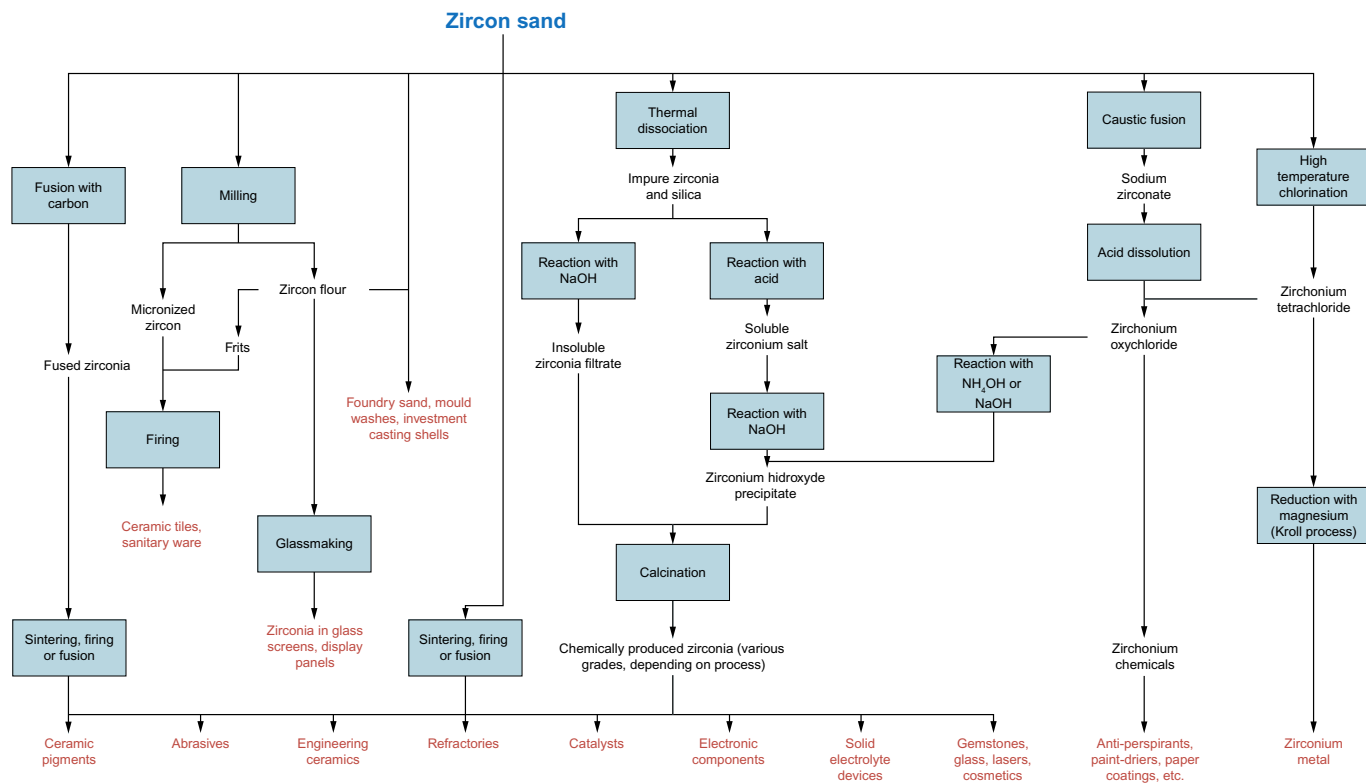 Zircon sand
Thermal
dissociation
Caustic fusion
Fusion with
carbon
Milling
High
temperature
chlorination
Impure zirconia
and silica
Sodium
zirconate
Reaction with
NaOH
Reaction with
acid
Acid dissolution
Micronized
zircon
Zircon flour
Zirchonium
tetrachloride
Frits
Insoluble
zirconia filtrate
Soluble
zirconium salt
Zirchonium
oxychloride
Fused zirconia
Reaction with
NH4OH or
NaOH
Foundry sand, mould
washes, investment
casting shells
Reaction with
NaOH
Firing
Zirconium hidroxyde
precipitate
Ceramic tiles,
sanitary ware
Glassmaking
Reduction with
magnesium
(Kroll process)
Calcination
Sintering, firing
or fusion
Zirconia in glass
screens, display
panels
Sintering, firing
or fusion
Chemically produced zirconia (various
grades, depending on process)
Zirchonium
chemicals
Ceramic
pigments
Abrasives
Engineering
ceramics
Refractories
Catalysts
Electronic
components
Solid
electrolyte
devices
Gemstones,
glass, lasers,
cosmetics
Anti-perspirants,
paint-driers, paper
coatings, etc.
Zirconium
metal